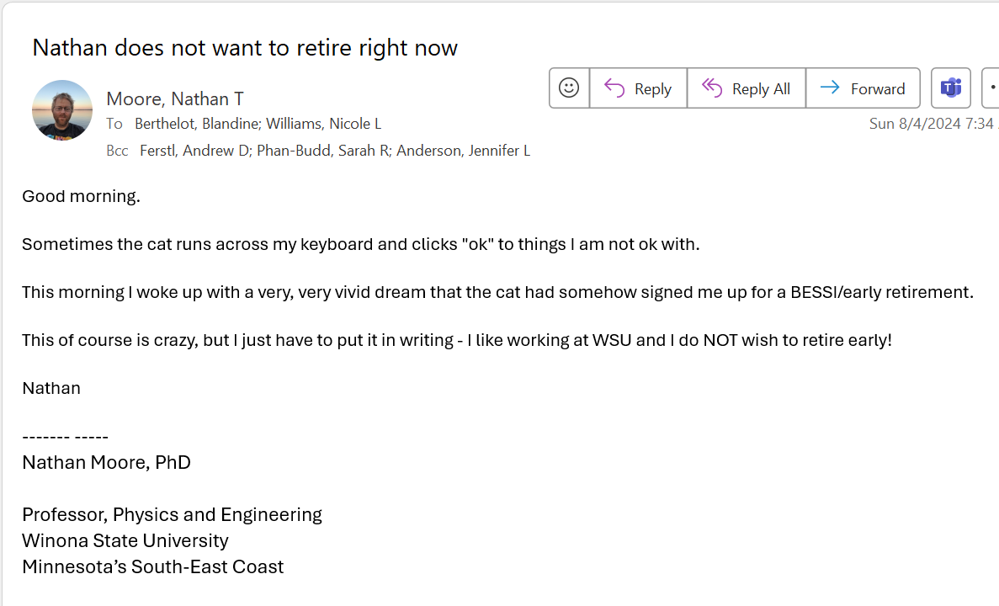 Nathan does not want to retire right now
Moore, Nathan T
To Berthelot, Blandine; Williams, Nicole L
Bcc Ferstl, Andrew D; Phan-Budd, Sarah R; Anderson, Jennifer L
Reply
Reply All
Forward
Sun 8/4/2024 7:34
Good morning.
Sometimes the cat runs across my keyboard and clicks "ok" to things I am not ok with.
This morning I woke up with a very, very vivid dream that the cat had somehow signed me up for a BESSI/early retirement.
This of course is crazy, but I just have to put it in writing - I like working at WSU and I do NOT wish to retire early!
Nathan
------- -----
Nathan Moore, PhD
Professor, Physics and Engineering
Winona State University
Minnesota’s South-East Coast